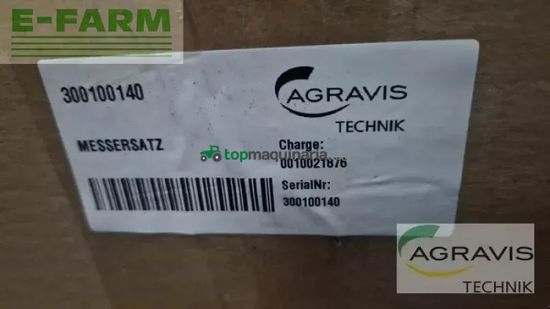 E-FARM
300100140
AGRAVIS
TECHNIK
MESSERSATZ
Charge:
0010021876
SerialNr:
300100140
topmaquinaria
AGRAVIS
TECHNIK